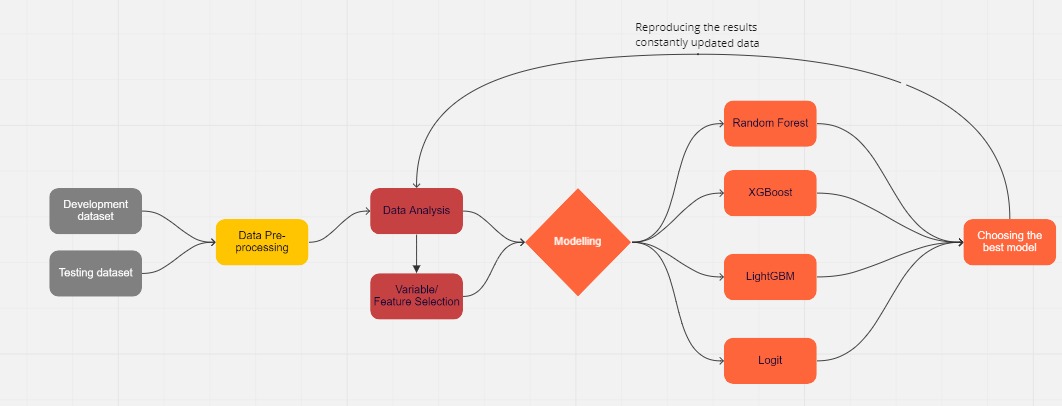 Reproducing the results
constantly updated data
Random Forest
XGBoost
Development
dataset
Data Analysis
Data Pre-
processing
Modelling
Choosing the
best model
Testing dataset
LightGBM
Variable/
Feature Selection
Logit